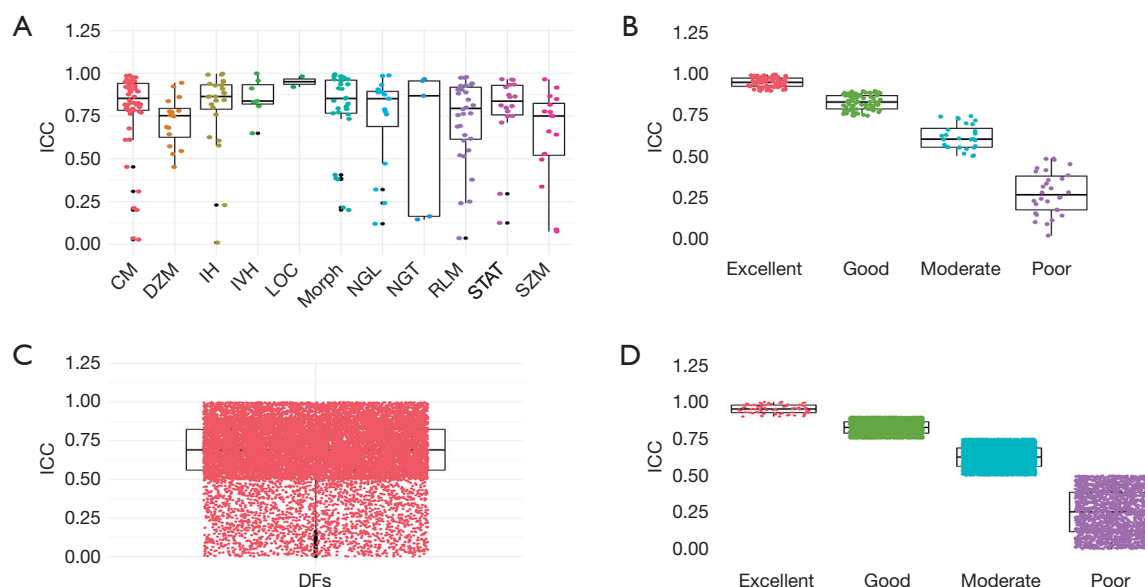 A
ICC
1.25
1.00
0.75
0.50
0.25
0.00
CM
DZM
IH
IVH
LOC
Morph
NGL
NGT
RLM
STAT
SZM
B
ICC
1.25
1.00
0.75
0.50
0.25
0.00
Excellent Good Moderate Poor
C
ICC
1.25
1.00
0.75
0.50
0.25
0.00
DFs
D
ICC
1.25
1.00
0.75
0.50
0.25
0.00
Excellent Good Moderate Poor